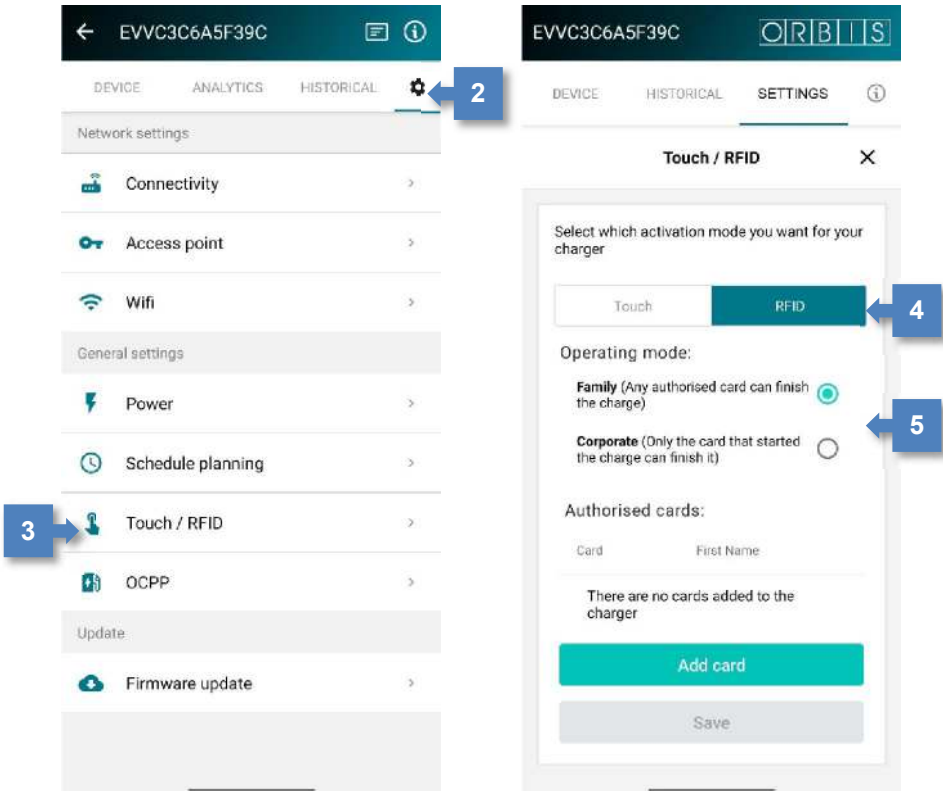 EVVC3C6A5F39C
DEVICE ANALYTICS HISTORICAL
2
Network settings
Connectivity
Access point
Wifi
General settings
Power
Schedule planning
3
Touch / RFID
OCPP
Update
Firmware update
EVVC3C6A5F39C ORBIS
DEVICE HISTORICAL SETTINGS
Touch / RFID
Select which activation mode you want for your
charger
Touch RFID
4
Operating mode:
Family (Any authorised card can finish
the charge)
5
Corporate (Only the card that started
the charge can finish it)
Authorised cards:
Card First Name
There are no cards added to the
charger
Add card
Save